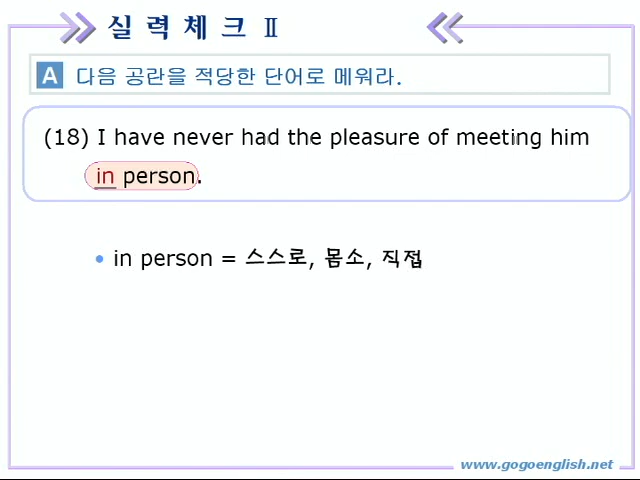 실력체크 Ⅱ
A 다음 공란을 적당한 단어로 메워라.
(18) I have never had the pleasure of meeting him
in person.
• in person = 스스로, 몸소, 직접
www.gogoenglish.net